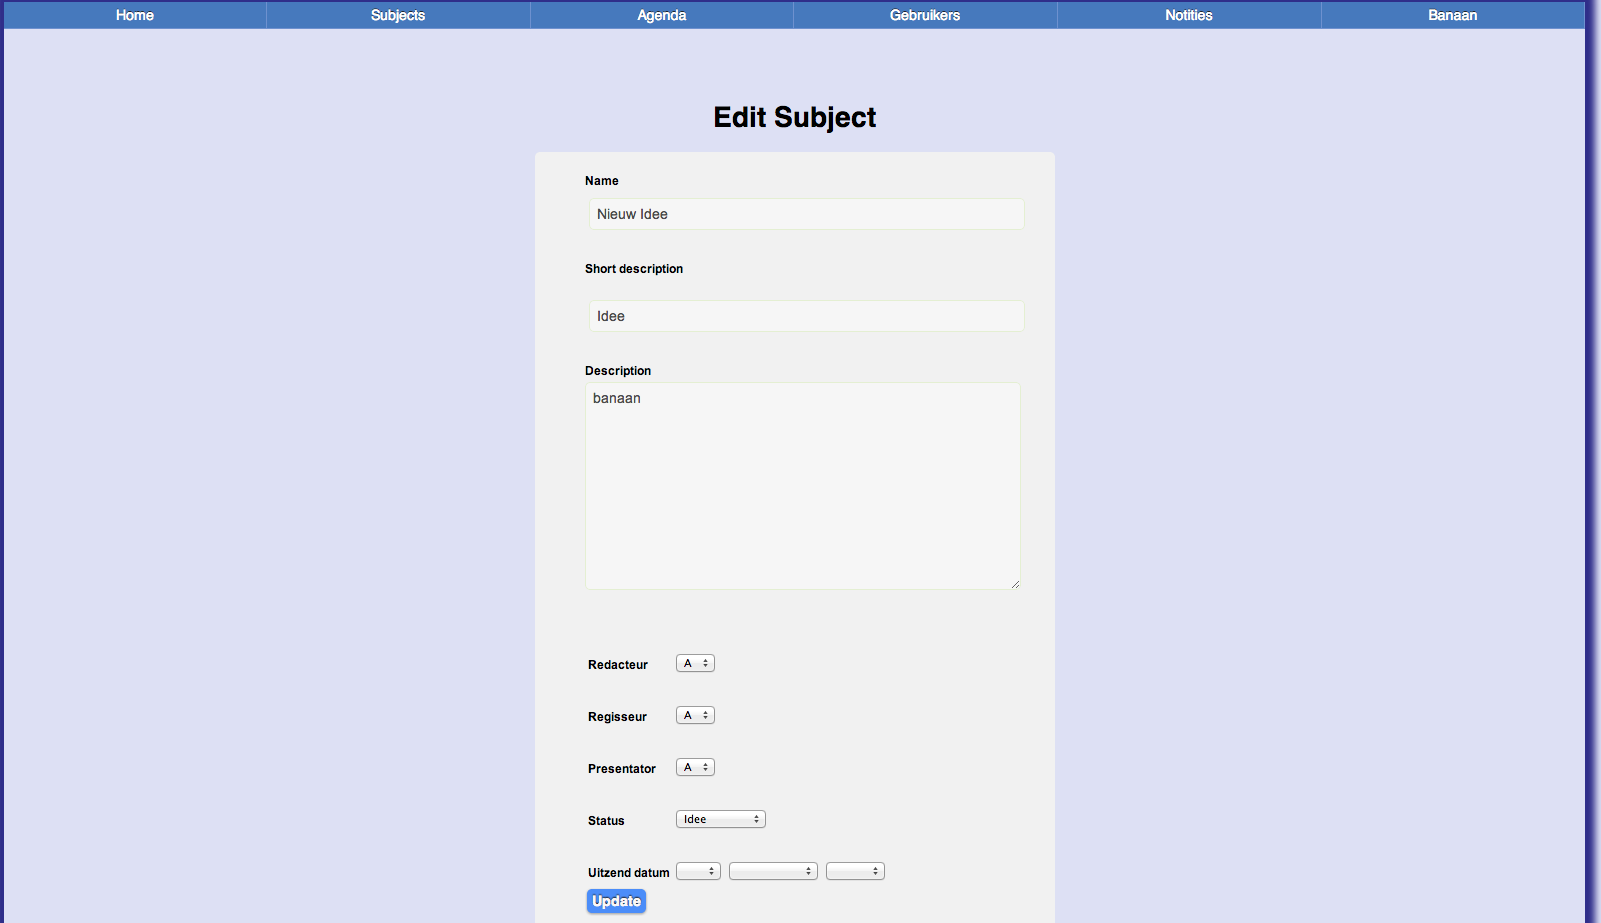 Home Subjects Agenda Gebruikers Notities Banaan
Edit Subject
Name
Nieuw Idee
Short description
Idee
Description
banaan
Redacteur A
Regisseur A
Presentator A
Status Idee
Uitzend datum
Update